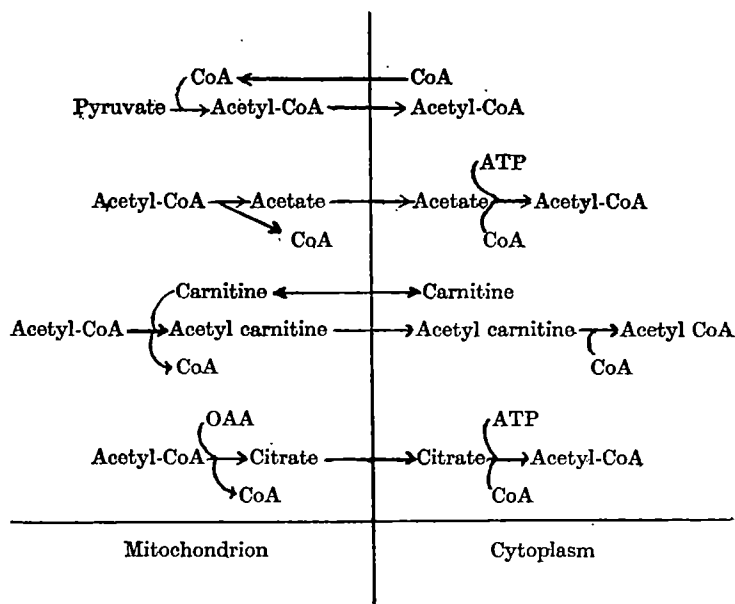 CoA CoA
Pyruvate Acetyl-CoA Acetyl-CoA
ATP
Acetyl-CoA Acetate Acetate Acetyl-CoA
CoA CoA
Carnitine Carnitine
Acetyl-CoA Acetyl carnitine Acetyl carnitine Acetyl CoA
CoA CoA
OAA ATP
Acetyl-CoA Citrate Citrate Acetyl-CoA
CoA CoA
Mitochondrion Cytoplasm